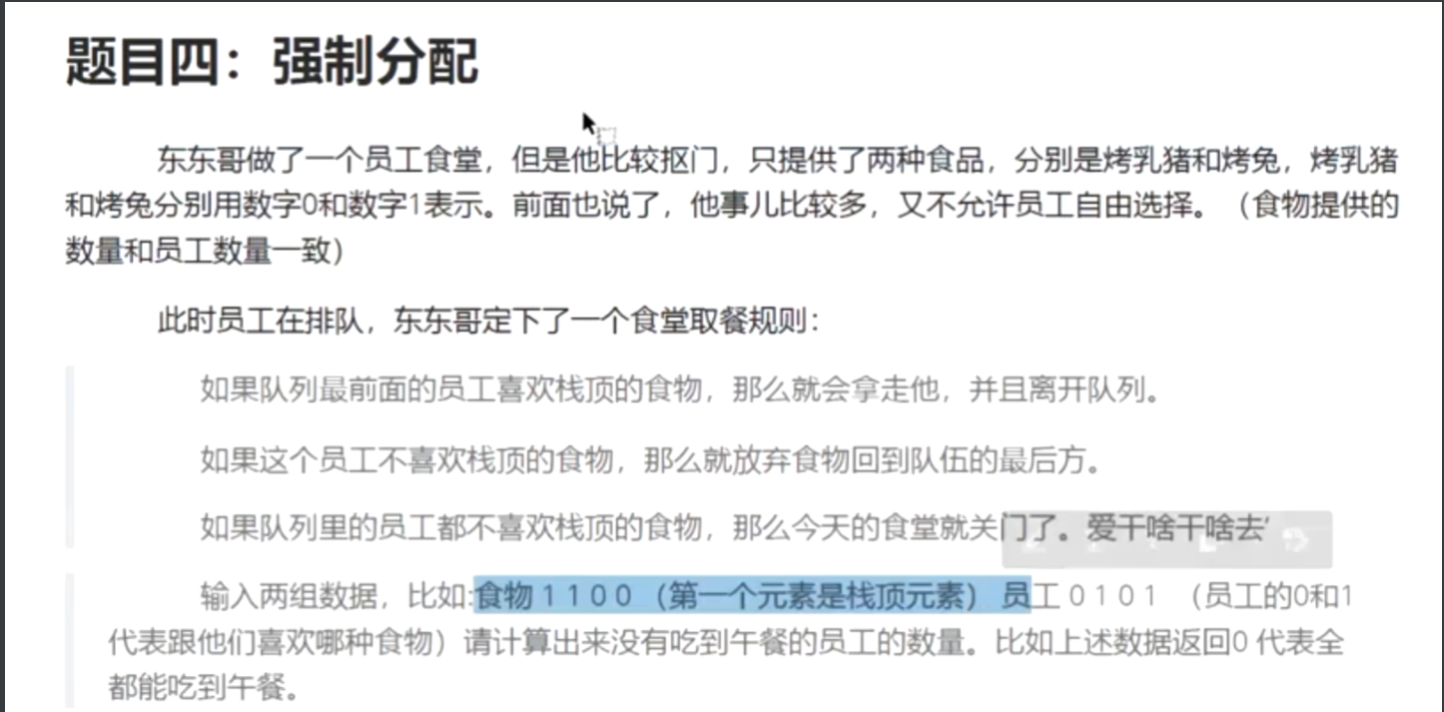 题目四：强制分配
东东哥做了一个员工食堂，但是他比较抠门，只提供了两种食品，分别是烤乳猪和烤兔，烤乳猪
和烤兔分别用数字0和数字1表示。前面也说了，他事儿比较多，又不允许员工自由选择。（食物提供的
数量和员工数量一致）
此时员工在排队，东东哥定下了一个食堂取餐规则：
如果队列最前面的员工喜欢栈顶的食物，那么就会拿走他，并且离开队列。
如果这个员工不喜欢栈顶的食物，那么就放弃食物回到队伍的最后方。
如果队列里的员工都不喜欢栈顶的食物，那么今天的食堂就关门了。爱干啥干啥去'
输入两组数据，比如:食物 1 1 0 0 （第一个元素是栈顶元素） 员工 0 1 0 1 （员工的0和1
代表跟他们喜欢哪种食物）请计算出来没有吃到午餐的员工的数量。比如上述数据返回0 代表全
都能吃到午餐。